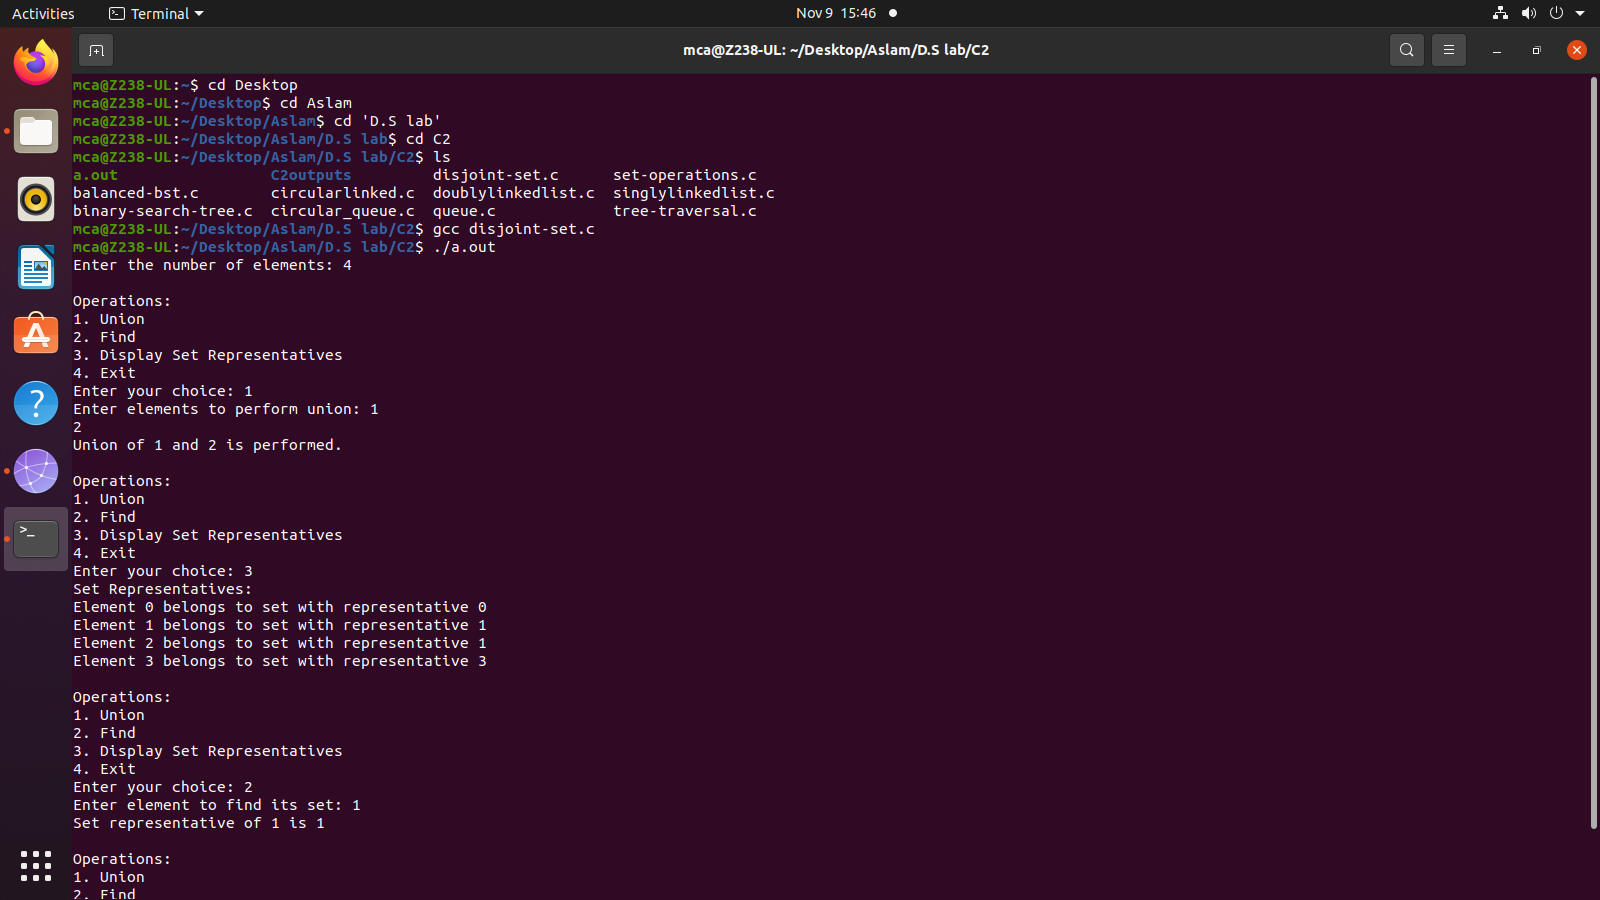 Activities Terminal Nov 9 15:46
mca@Z238-UL: ~/Desktop/Aslam/D.S lab/C2
mca@Z238-UL:~$ cd Desktop
mca@Z238-UL:~/Desktop$ cd Aslam
mca@Z238-UL:~/Desktop/Aslam$ cd 'D.S lab'
mca@Z238-UL:~/Desktop/Aslam/D.S lab$ cd C2
mca@Z238-UL:~/Desktop/Aslam/D.S lab/C2$ ls
a.out C2outputs disjoint-set.c set-operations.c
balanced-bst.c circularlinked.c doublylinkedlist.c singlylinkedlist.c
binary-search-tree.c circular_queue.c queue.c tree-traversal.c
mca@Z238-UL:~/Desktop/Aslam/D.S lab/C2$ gcc disjoint-set.c
mca@Z238-UL:~/Desktop/Aslam/D.S lab/C2$ ./a.out
Enter the number of elements: 4
Operations:
1. Union
2. Find
3. Display Set Representatives
4. Exit
Enter your choice: 1
Enter elements to perform union: 1
2
Union of 1 and 2 is performed.
Operations:
1. Union
2. Find
3. Display Set Representatives
4. Exit
Enter your choice: 3
Set Representatives:
Element 0 belongs to set with representative 0
Element 1 belongs to set with representative 1
Element 2 belongs to set with representative 1
Element 3 belongs to set with representative 3
Operations:
1. Union
2. Find
3. Display Set Representatives
4. Exit
Enter your choice: 2
Enter element to find its set: 1
Set representative of 1 is 1
Operations:
1. Union
2. Find